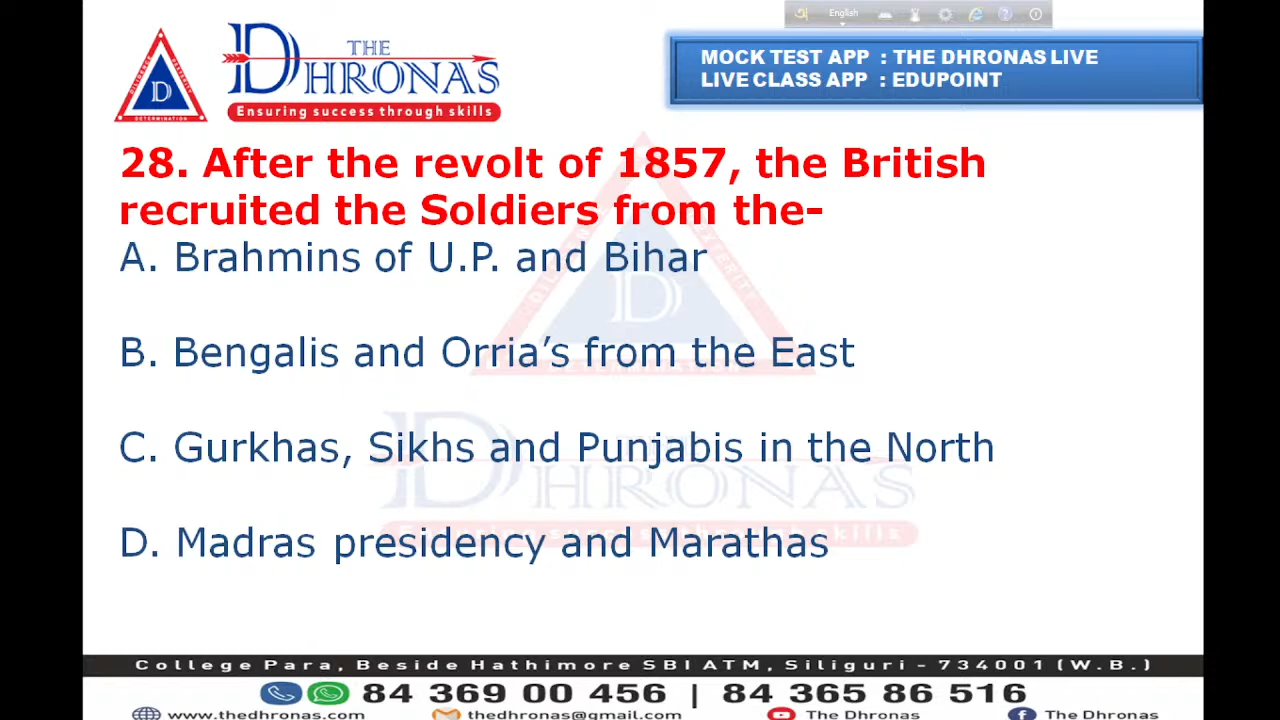 English
THE
DHRONAS
Ensuring success through skills
D
DETERMINATION
MOCK TEST APP : THE DHRONAS LIVE
LIVE CLASS APP : EDUPOINT
28. After the revolt of 1857, the British
recruited the Soldiers from the-
A. Brahmins of U.P. and Bihar
B. Bengalis and Orria’s from the East
C. Gurkhas, Sikhs and Punjabis in the North
D. Madras presidency and Marathas
D
DHRONAS
College Para, Beside Hathimore SBI ATM, Siliguri - 734001 (W.B.)
84 369 00 456 | 84 365 86 516
www.thedhronas.com thedhronas@gmail.com The Dhronas The Dhronas